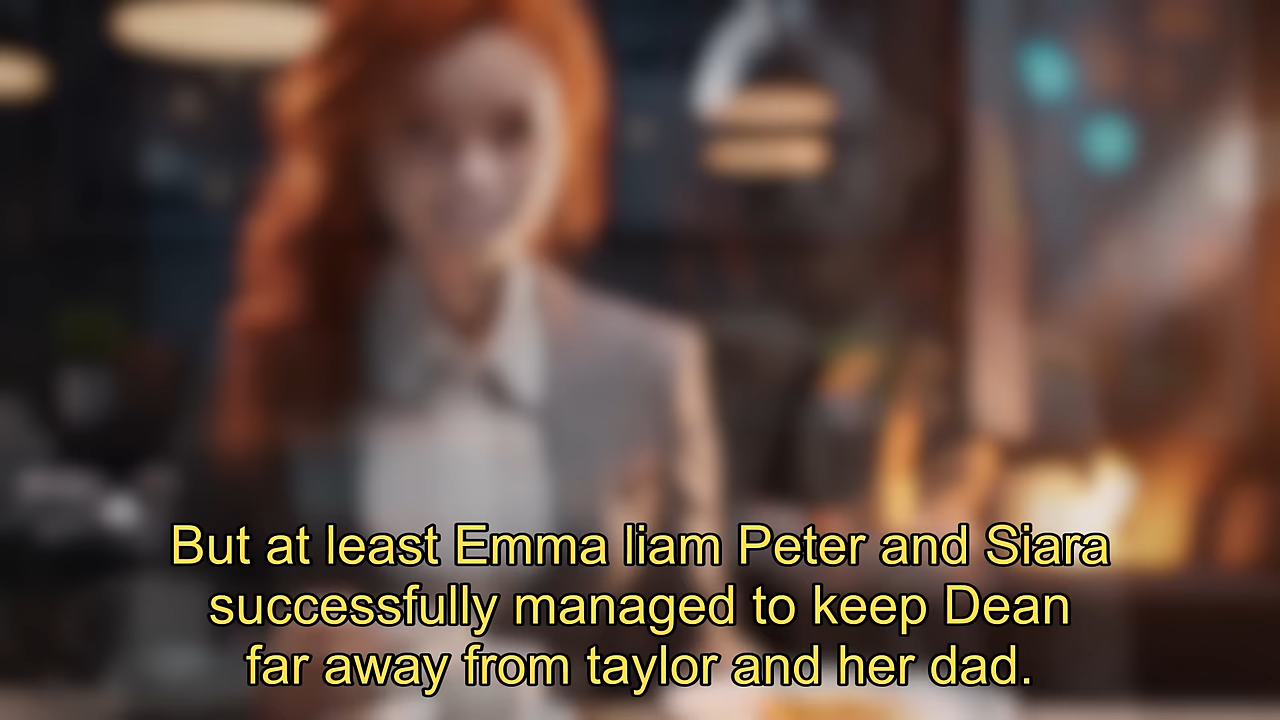 But at least Emma liam Peter and Siara
successfully managed to keep Dean
far away from taylor and her dad.